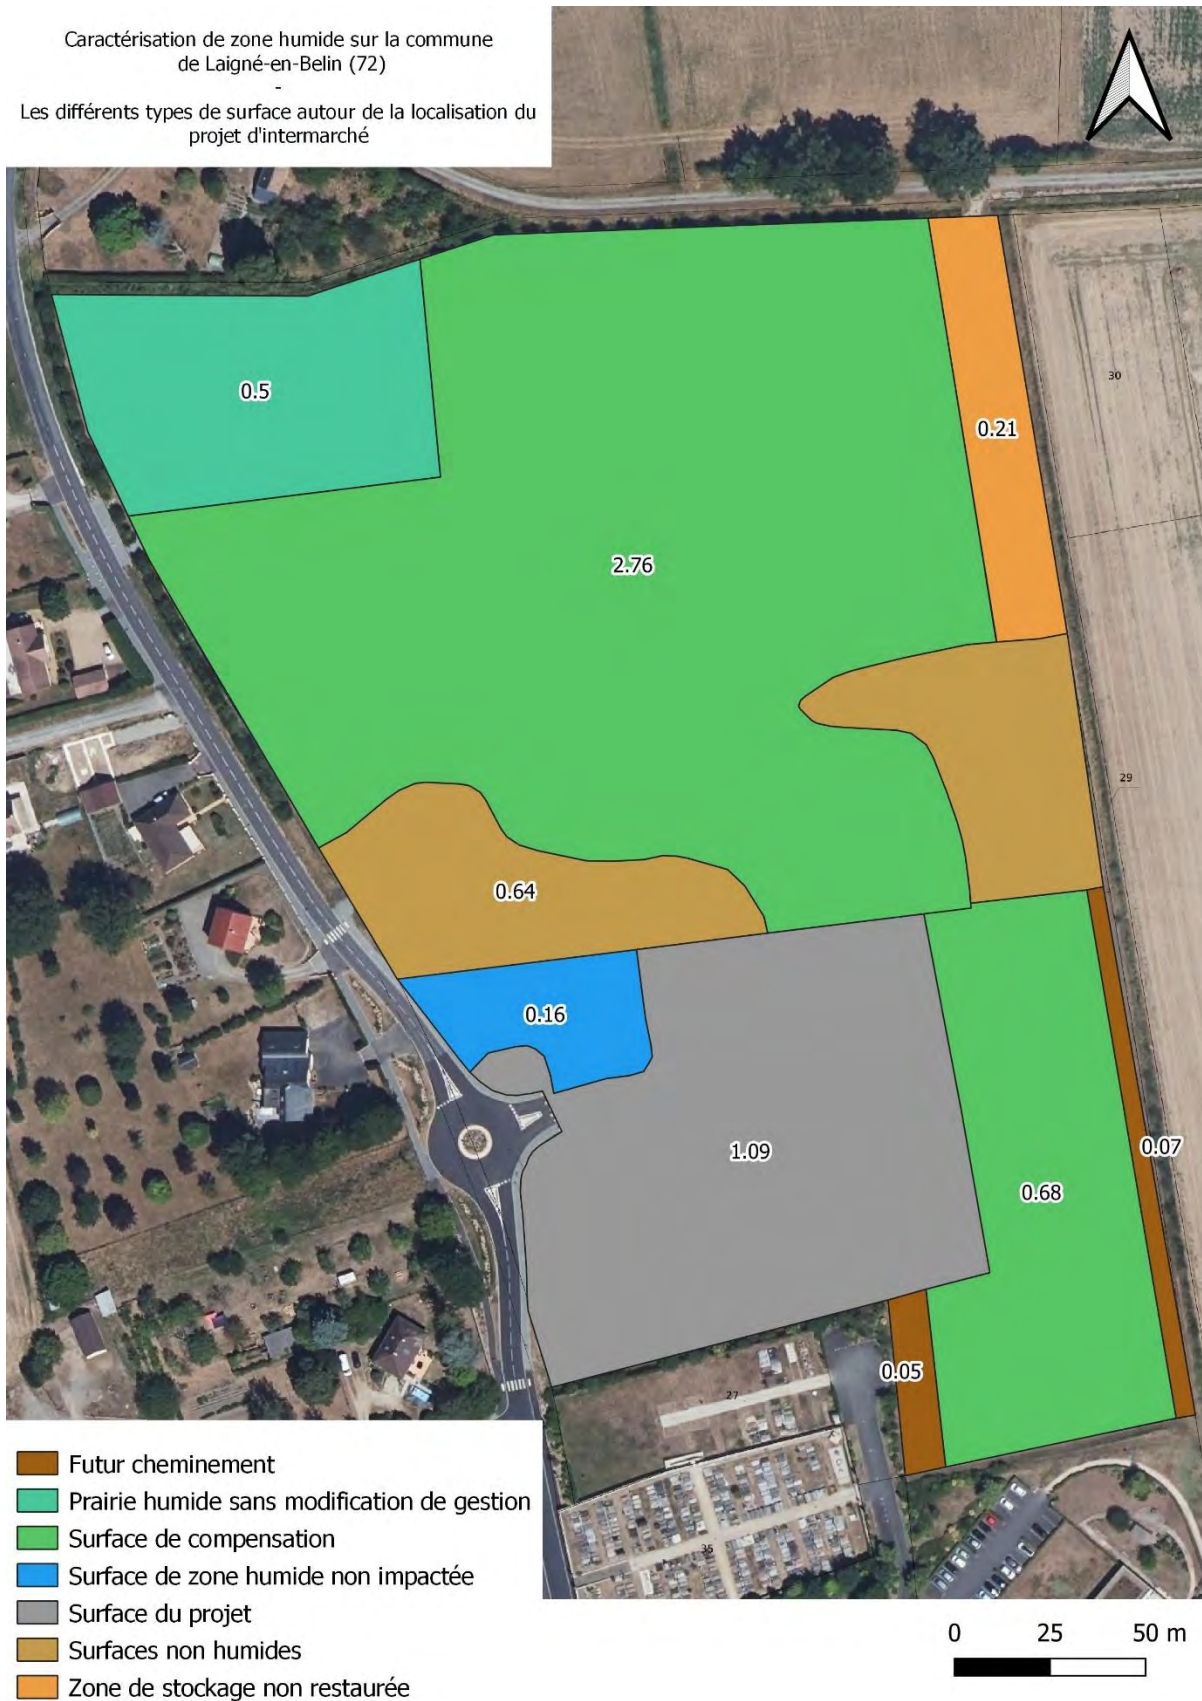 Caractérisation de zone humide sur la commune
de Laigné-en-Belin (72)
-
Les différents types de surface autour de la localisation du
projet d'intermarché
0.5
30
0.21
2.76
29
0.64
0.16
1.09
0.07
0.68
0.05
27
35
Futur cheminement
Prairie humide sans modification de gestion
Surface de compensation
Surface de zone humide non impactée
Surface du projet
Surfaces non humides
Zone de stockage non restaurée
0 25 50 m